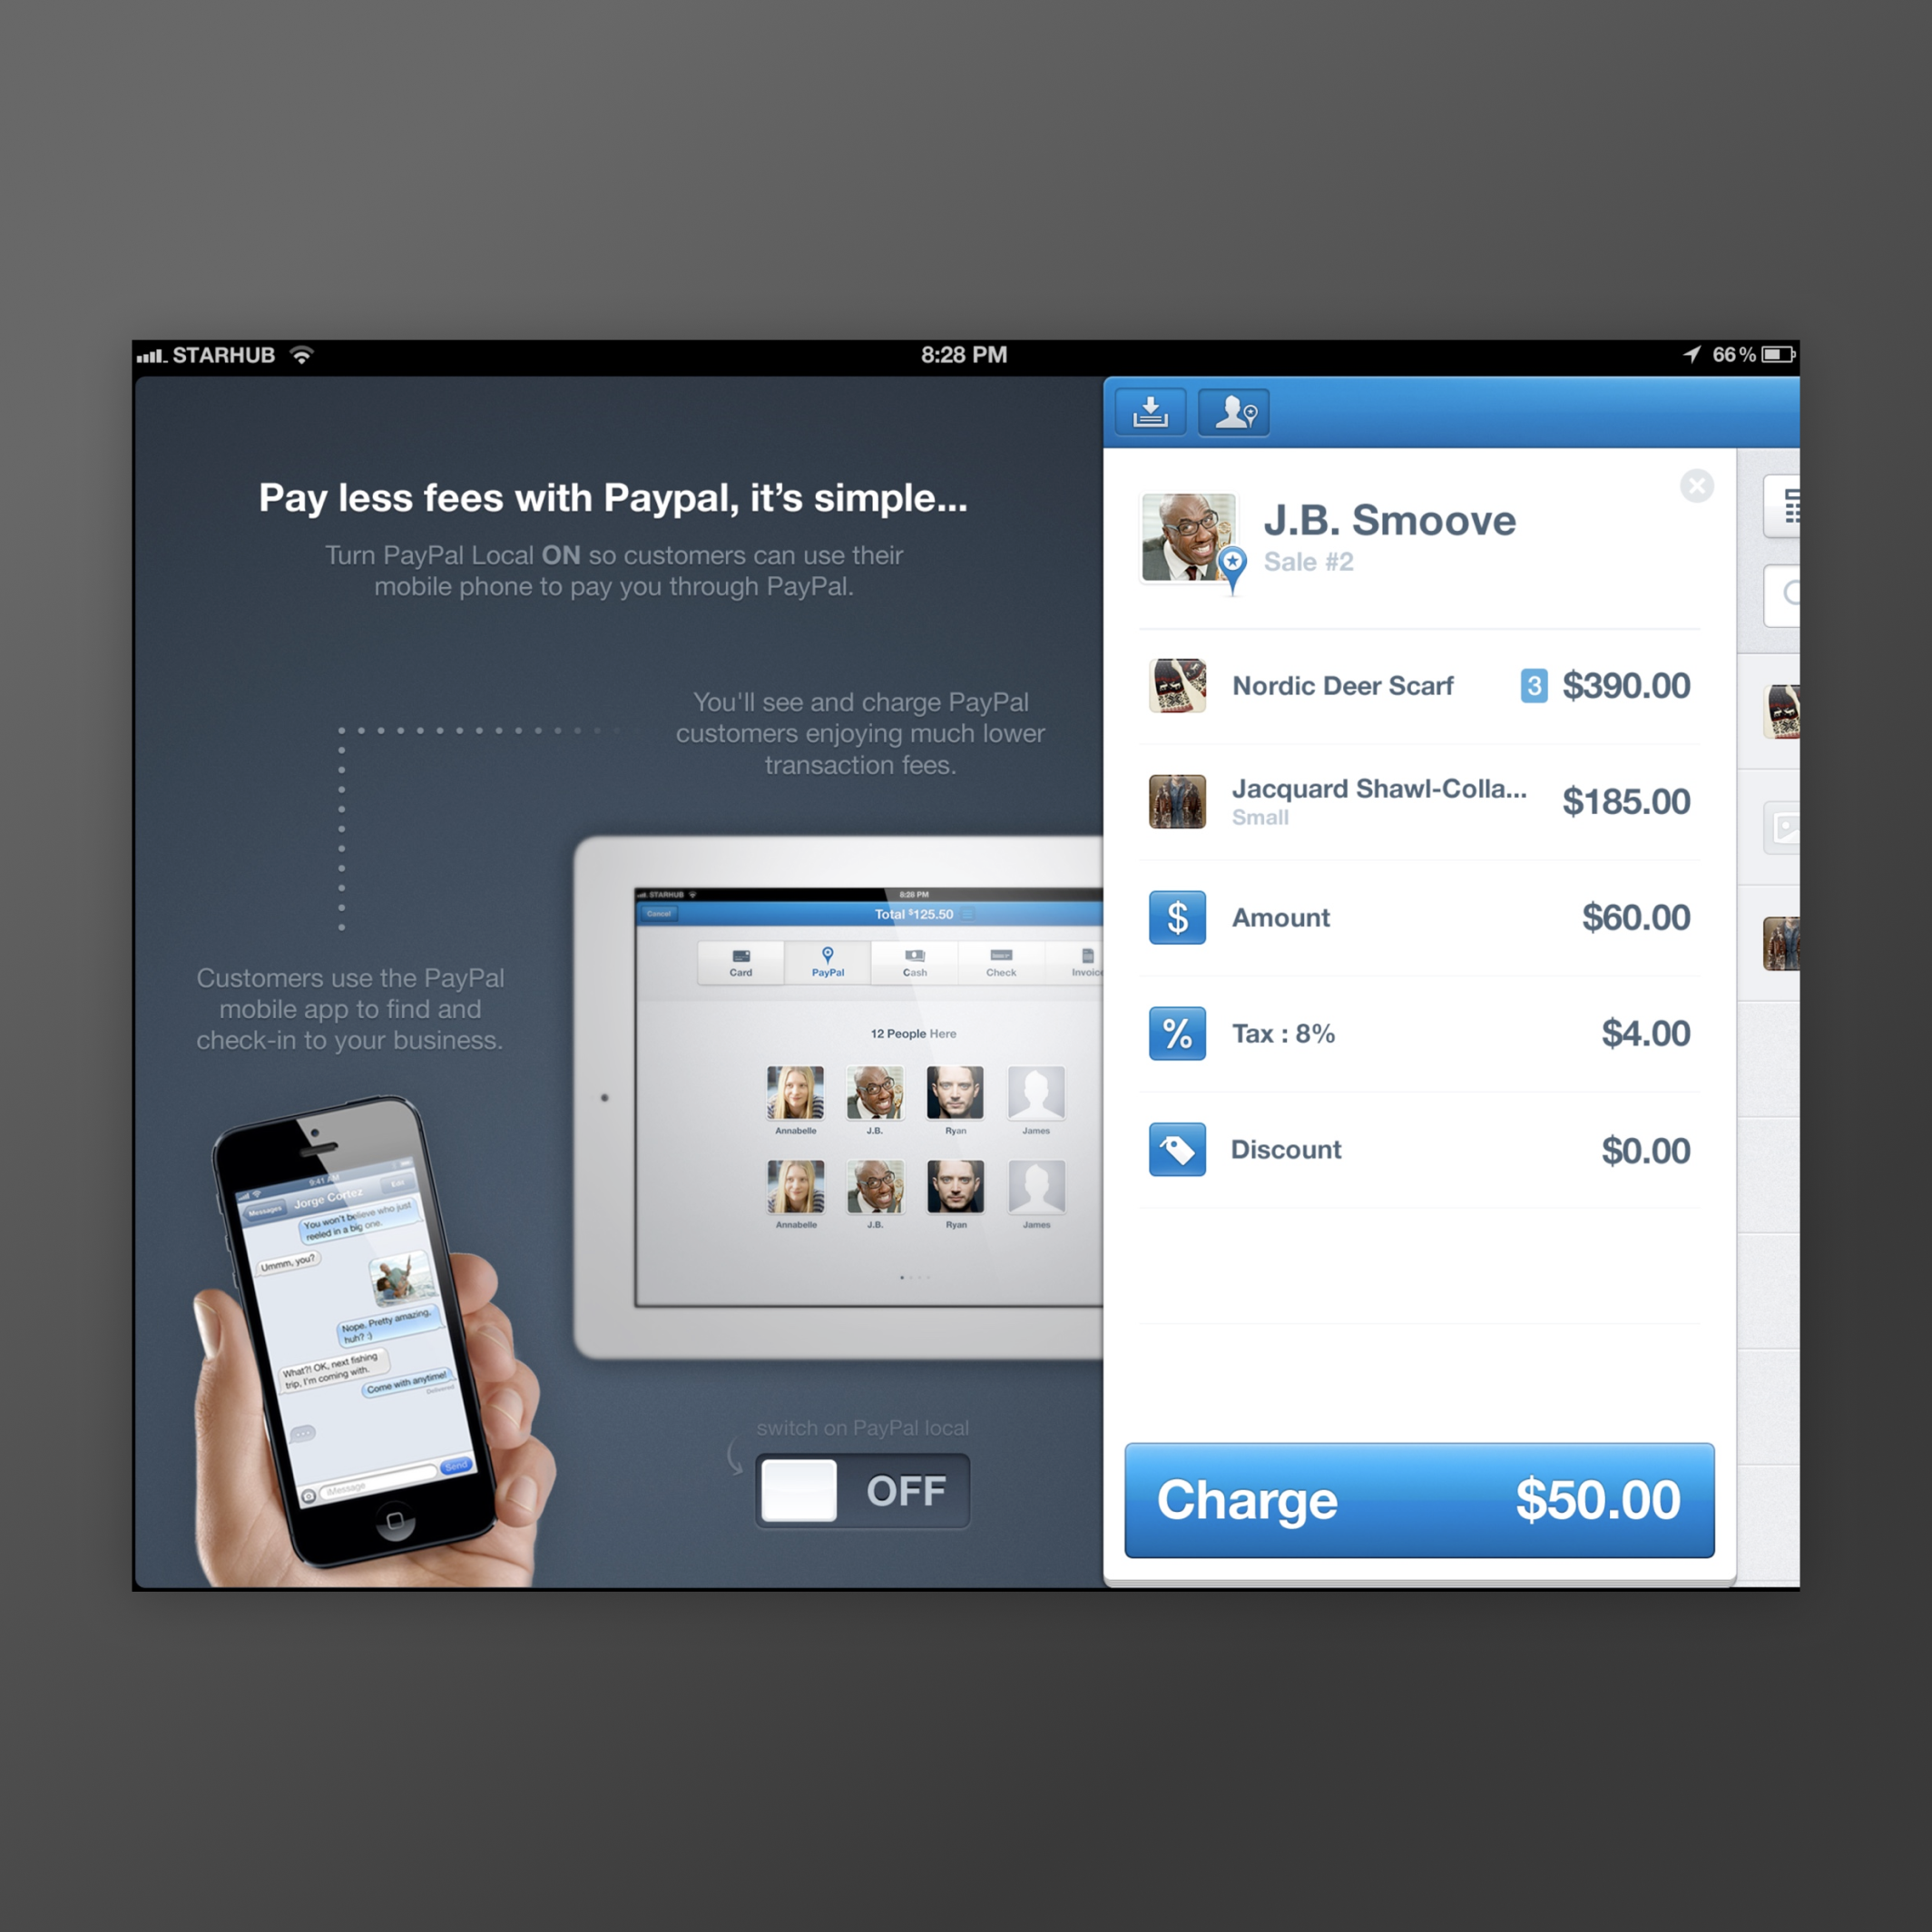 STARHUB
8:28 PM
66%
Pay less fees with Paypal, it's simple...
Turn PayPal Local ON so customers can use their
mobile phone to pay you through PayPal.
You'll see and charge PayPal
customers enjoying much lower
transaction fees.
Customers use the PayPal
mobile app to find and
check-in to your business.
9:41 AM
Messages
Jorge Cortez
Edit
You won't believe who just
reeled in a big one.
Ummm, you?
Nope. Pretty amazing,
huh? :)
What?! OK, next fishing
trip, I'm coming with.
Come with anytime!
Delivered
iMessage
Send
STARHUB
8:28 PM
Cancel
Total $125.50
Card
PayPal
Cash
Check
Invoice
12 People Here
Annabelle
J.B.
Ryan
James
Annabelle
J.B.
Ryan
James
switch on PayPal local
OFF
J.B. Smoove
Sale #2
Nordic Deer Scarf
3
$390.00
Jacquard Shawl-Colla...
Small
$185.00
$
Amount
$60.00
%
Tax : 8%
$4.00
Discount
$0.00
Charge
$50.00